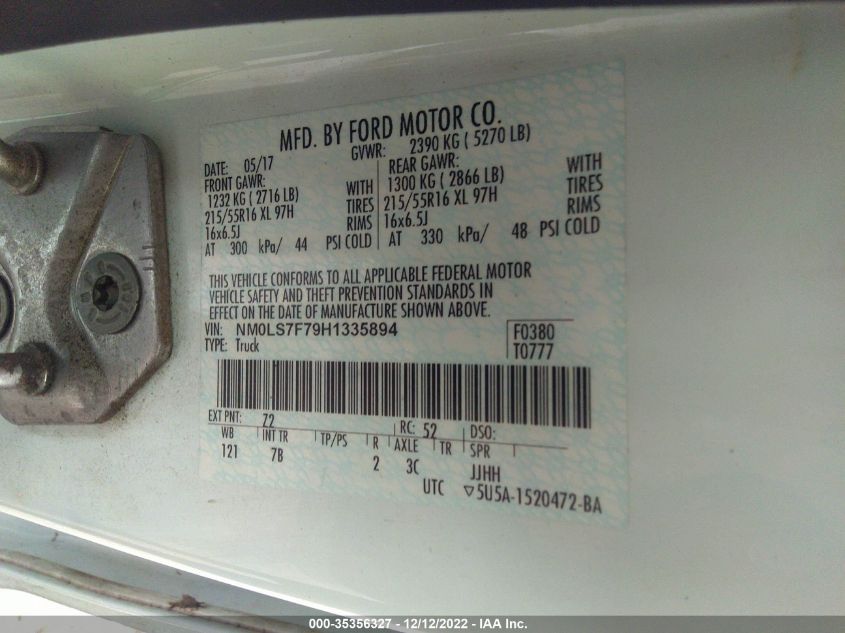 MFD. BY FORD MOTOR CO.
DATE: 05/17 GVWR: 2390 KG ( 5270 LB)
FRONT GAWR: WITH REAR GAWR: WITH
1232 KG ( 2716 LB) TIRES 1300 KG ( 2866 LB) TIRES
215/55R16 XL 97H RIMS 215/55R16 XL 97H RIMS
16x6.5J 16x6.5J
AT 300 kPa/ 44 PSI COLD AT 330 kPa/ 48 PSI COLD
THIS VEHICLE CONFORMS TO ALL APPLICABLE FEDERAL MOTOR
VEHICLE SAFETY AND THEFT PREVENTION STANDARDS IN
EFFECT ON THE DATE OF MANUFACTURE SHOWN ABOVE.
VIN: NM0LS7F79H1335894 F0380
TYPE: Truck T0777
EXT PNT: Z2 RC: 52 DSO:
WB INT TR TP/PS R AXLE TR SPR
121 7B 2 3C JJHH
UTC ▽5U5A-1520472-BA
000-35356327 - 12/12/2022 - IAA Inc.